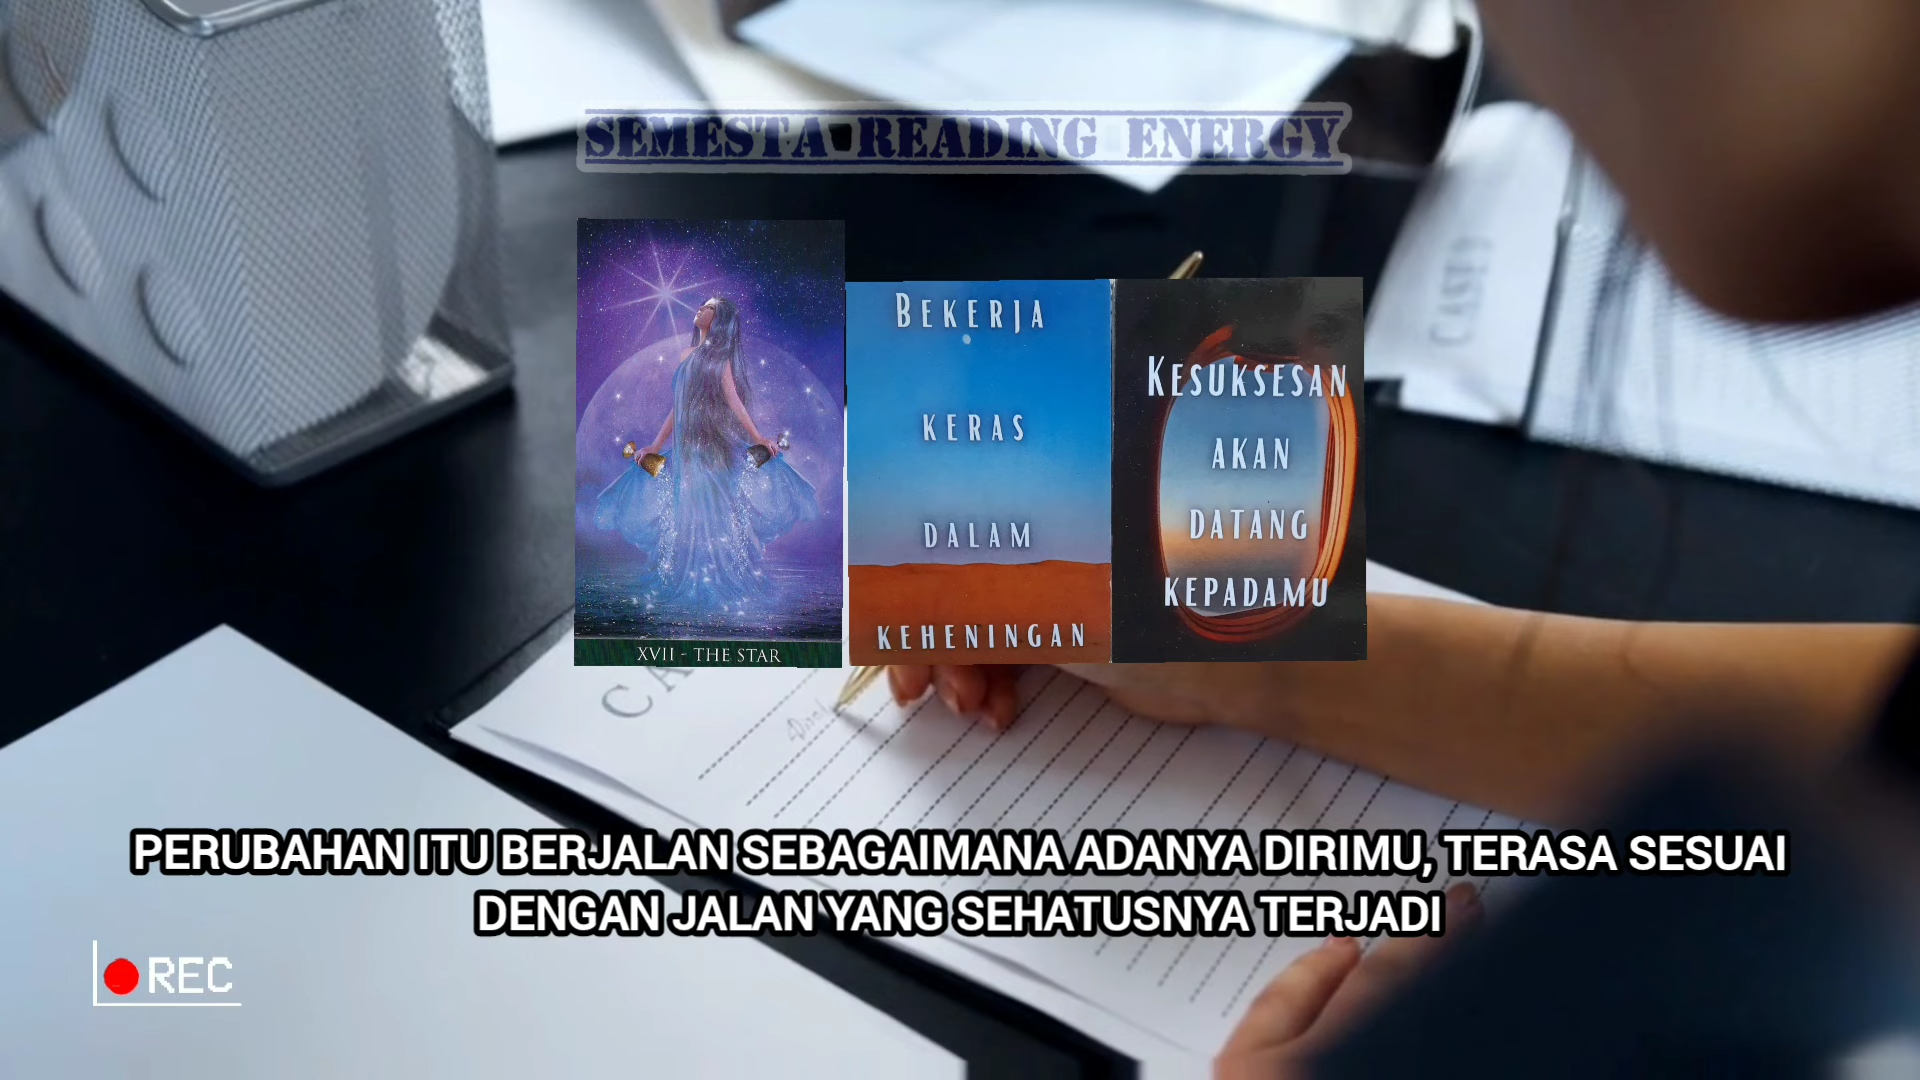 SEMESTA READING ENERGY
XVII - THE STAR
BEKERJA
KERAS
DALAM
KEHENINGAN
KESUKSESAN
AKAN
DATANG
KEPADAMU
PERUBAHAN ITU BERJALAN SEBAGAIMANA ADANYA DIRIMU, TERASA SESUAI
DENGAN JALAN YANG SEHATUSNYA TERJADI
REC